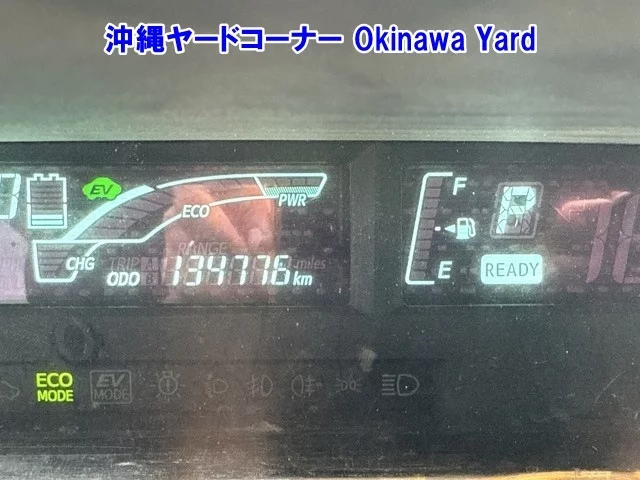 沖縄ヤードコーナー Okinawa Yard
EV
ECO
PWR
CHG
TRIP A B
RANGE
miles
ODO 134776 km
F
E
P
READY
ECO MODE
EV MODE